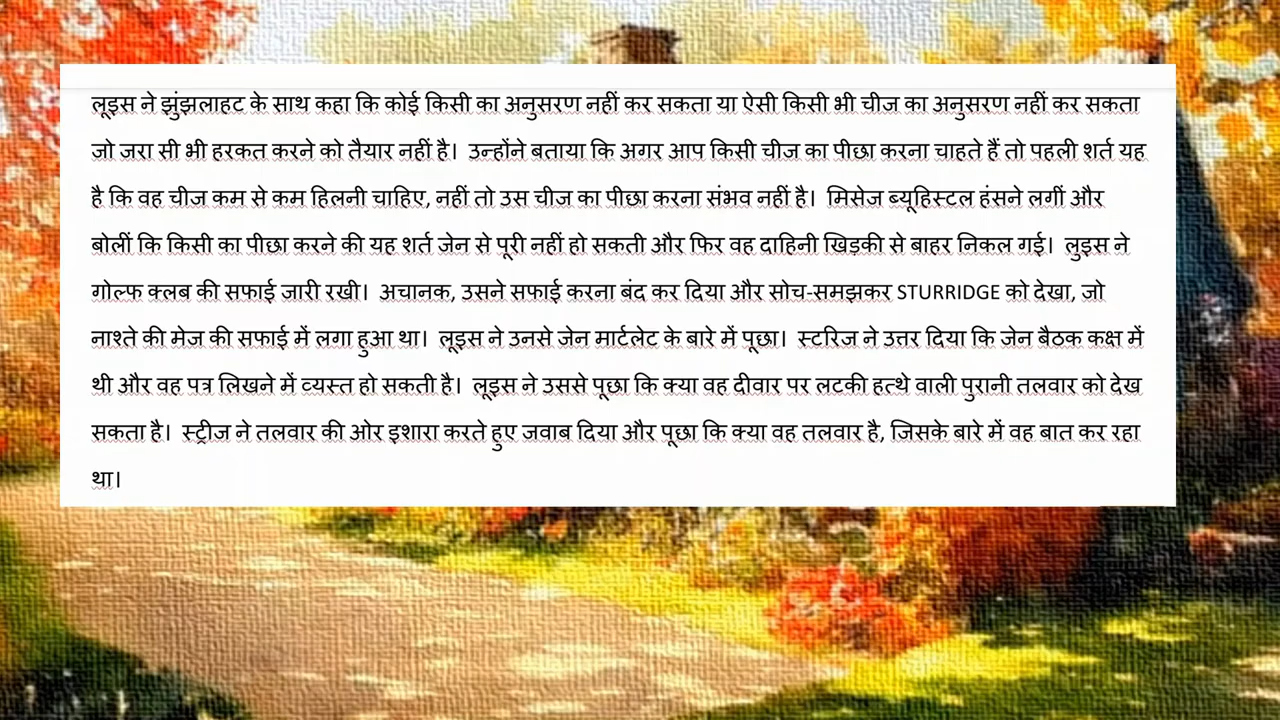 लूइस ने झुंझलाहट के साथ कहा कि कोई किसी का अनुसरण नहीं कर सकता या ऐसी किसी भी चीज का अनुसरण नहीं कर सकता
जो जरा सी भी हरकत करने को तैयार नहीं है। उन्होंने बताया कि अगर आप किसी चीज का पीछा करना चाहते हैं तो पहली शर्त यह
है कि वह चीज कम से कम हिलनी चाहिए, नहीं तो उस चीज का पीछा करना संभव नहीं है। मिसेज ब्यूहिस्टल हंसने लगीं और
बोलीं कि किसी का पीछा करने की यह शर्त जेन से पूरी नहीं हो सकती और फिर वह दाहिनी खिड़की से बाहर निकल गई। लुइस ने
गोल्फ क्लब की सफाई जारी रखी। अचानक, उसने सफाई करना बंद कर दिया और सोच-समझकर STURRIDGE को देखा, जो
नाश्ते की मेज की सफाई में लगा हुआ था। लूइस ने उनसे जेन मार्टलेट के बारे में पूछा। स्टरिज ने उत्तर दिया कि जेन बैठक कक्ष में
थी और वह पत्र लिखने में व्यस्त हो सकती है। लूइस ने उससे पूछा कि क्या वह दीवार पर लटकी हत्थे वाली पुरानी तलवार को देख
सकता है। स्ट्रीज ने तलवार की ओर इशारा करते हुए जवाब दिया और पूछा कि क्या वह तलवार है, जिसके बारे में वह बात कर रहा
था।